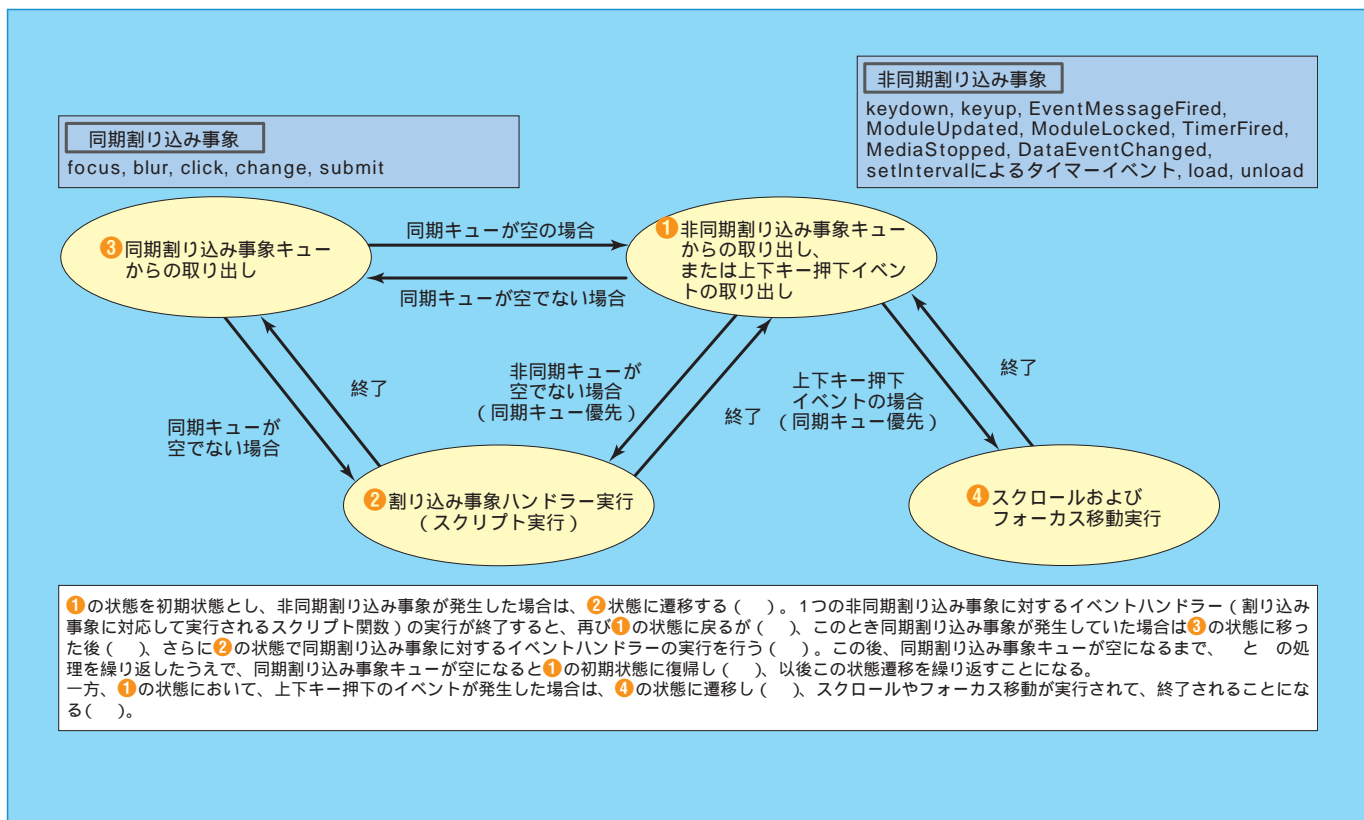 非同期割り込み事象
keydown, keyup, EventMessageFired,
ModuleUpdated, ModuleLocked, TimerFired,
MediaStopped, DataEventChanged,
setIntervalによるタイマーイベント, load, unload
同期割り込み事象
focus, blur, click, change, submit
❸同期割り込み事象キュー
からの取り出し
同期キューが空の場合
同期キューが空でない場合
❶非同期割り込み事象キュー
からの取り出し、
または上下キー押下イベン
トの取り出し
同期キューが
空でない場合
終了
非同期キューが
空でない場合
（同期キュー優先）
終了
上下キー押下
イベントの場合
（同期キュー優先）
終了
❷割り込み事象ハンドラー実行
（スクリプト実行）
❹スクロールおよび
フォーカス移動実行
❶の状態を初期状態とし、非同期割り込み事象が発生した場合は、❷状態に遷移する（　）。1つの非同期割り込み事象に対するイベントハンドラー（割り込み
事象に対応して実行されるスクリプト関数）の実行が終了すると、再び❶の状態に戻るが（　）、このとき同期割り込み事象が発生していた場合は❸の状態に移っ
た後（　）、さらに❷の状態で同期割り込み事象に対するイベントハンドラーの実行を行う（　）。この後、同期割り込み事象キューが空になるまで、　と　の処
理を繰り返したうえで、同期割り込み事象キューが空になると❶の初期状態に復帰し（　）、以後この状態遷移を繰り返すことになる。
一方、❶の状態において、上下キー押下のイベントが発生した場合は、❹の状態に遷移し（　）、スクロールやフォーカス移動が実行されて、終了されることにな
る（　）。